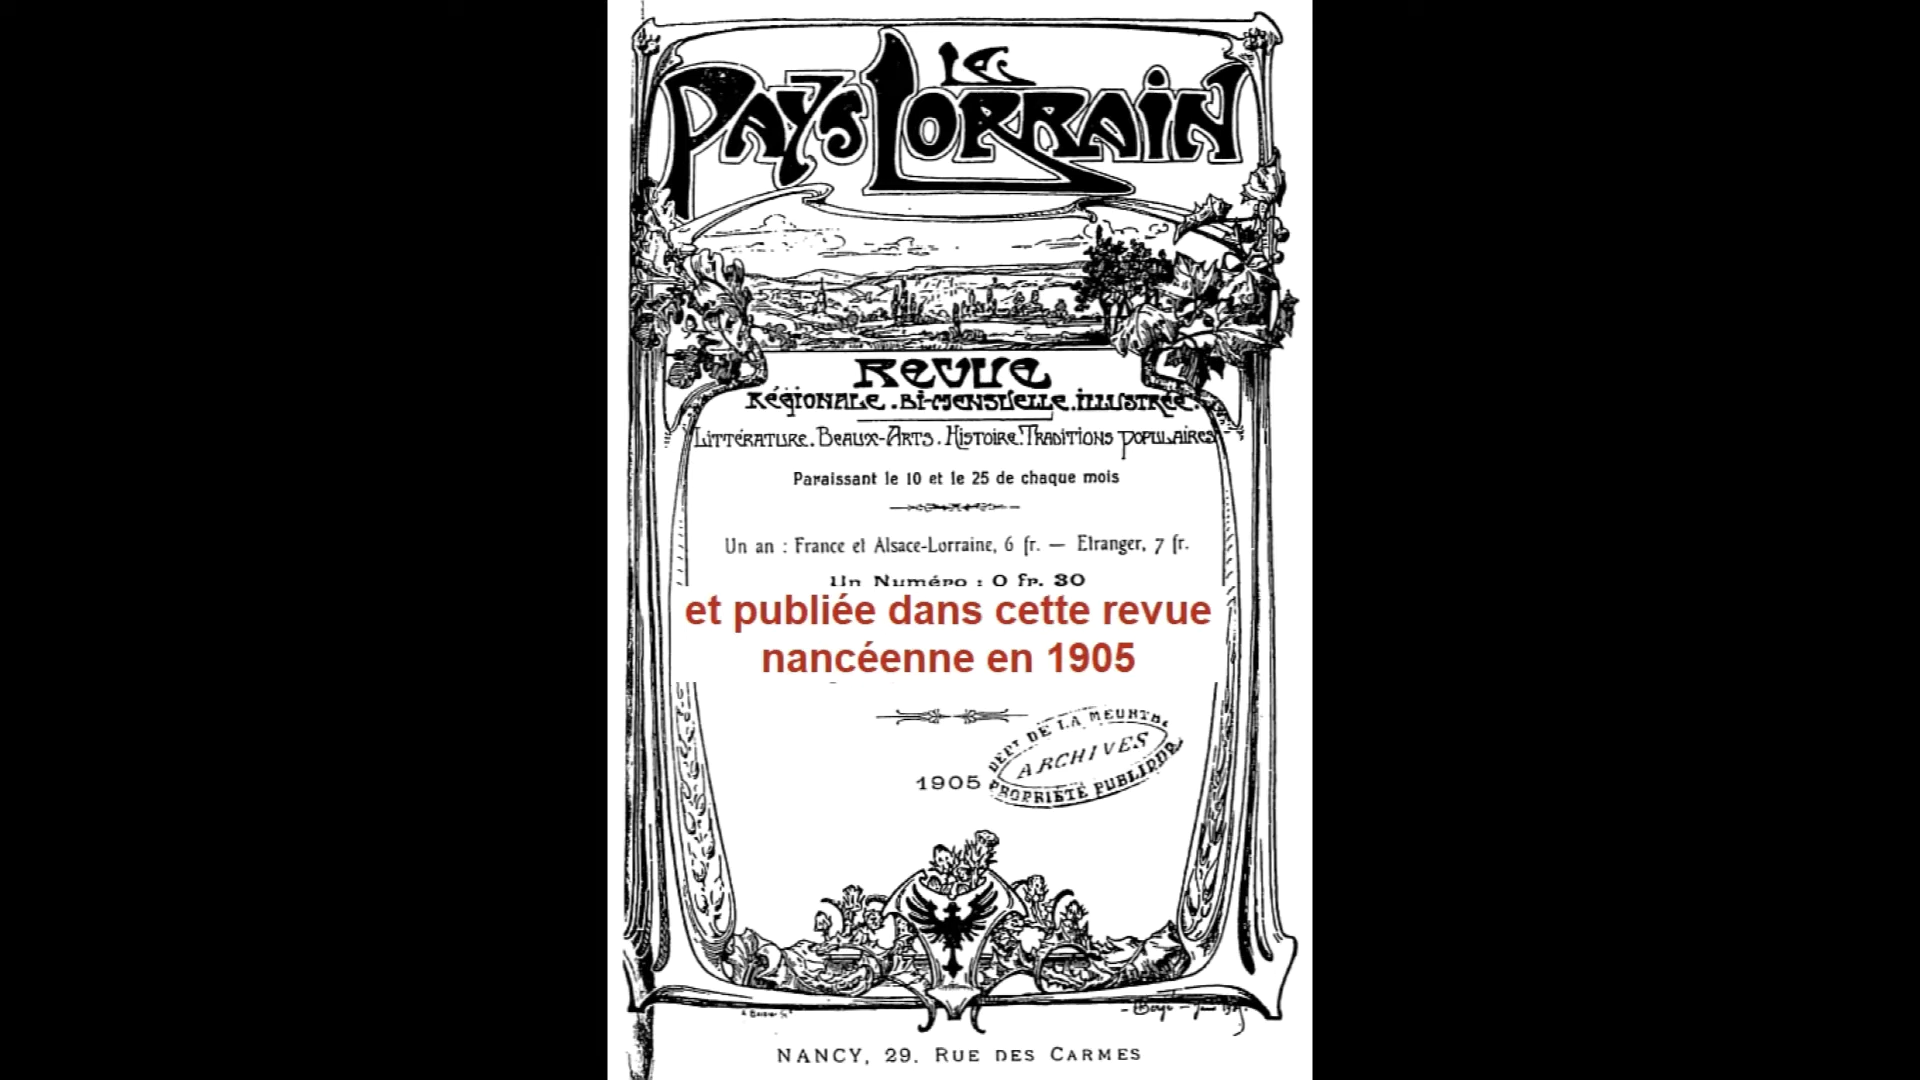 Le
Pays Lorrain
Revue
Régionale. Bi-mensuelle. Illustrée.
Littérature. Beaux-Arts. Histoire. Traditions populaires
Paraissant le 10 et le 25 de chaque mois
Un an : France et Alsace-Lorraine, 6 fr. — Etranger, 7 fr.
Un Numéro : 0 fr. 30
et publiée dans cette revue
nancéenne en 1905
DEPT DE LA MEURTHE
ARCHIVES
PROPRIÉTÉ PUBLIQUE
1905
NANCY, 29. RUE DES CARMES